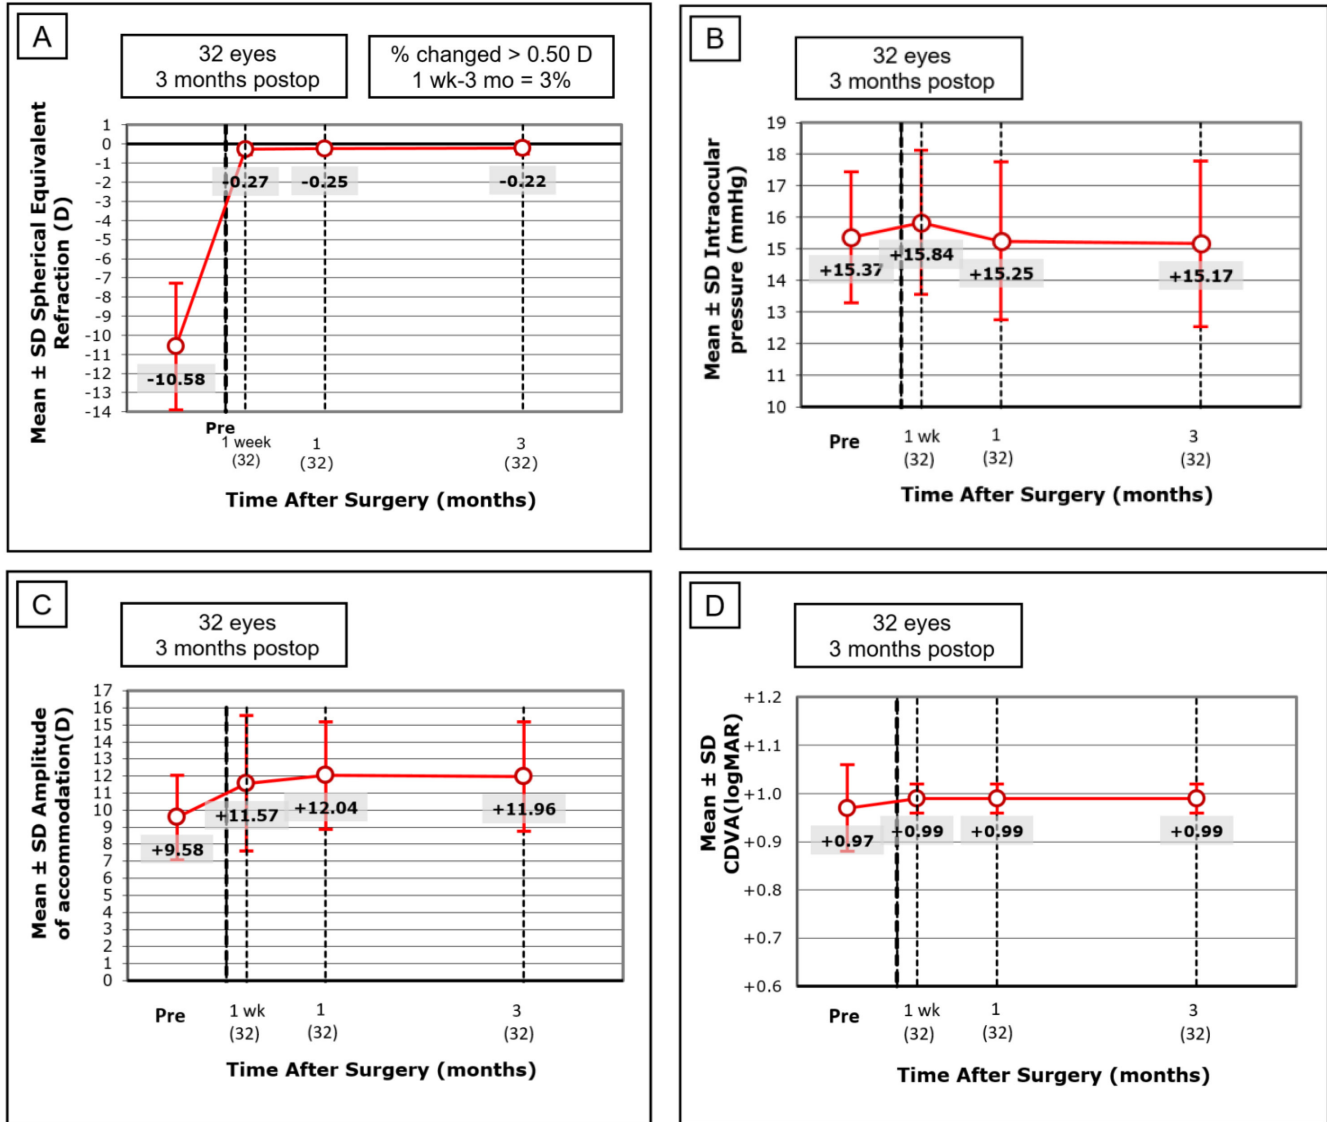 A
32 eyes
3 months postop
% changed > 0.50 D
1 wk-3 mo = 3%
Mean ± SD Spherical Equivalent
Refraction (D)
1
0
-1
-2
-3
-4
-5
-6
-7
-8
-9
-10
-11
-12
-13
-14
-10.58
-0.27
-0.25
-0.22
Pre
1 week
(32)
1
(32)
3
(32)
Time After Surgery (months)
B
32 eyes
3 months postop
Mean ± SD Intraocular
pressure (mmHg)
19
18
17
16
15
14
13
12
11
10
+15.37
+15.84
+15.25
+15.17
Pre
1 wk
(32)
1
(32)
3
(32)
Time After Surgery (months)
C
32 eyes
3 months postop
Mean ± SD Amplitude
of accommodation(D)
17
16
15
14
13
12
11
10
9
8
7
6
5
4
3
2
1
0
+9.58
+11.57
+12.04
+11.96
Pre
1 wk
(32)
1
(32)
3
(32)
Time After Surgery (months)
D
32 eyes
3 months postop
Mean ± SD
CDVA(logMAR)
+1.2
+1.1
+1.0
+0.9
+0.8
+0.7
+0.6
+0.97
+0.99
+0.99
+0.99
Pre
1 wk
(32)
1
(32)
3
(32)
Time After Surgery (months)